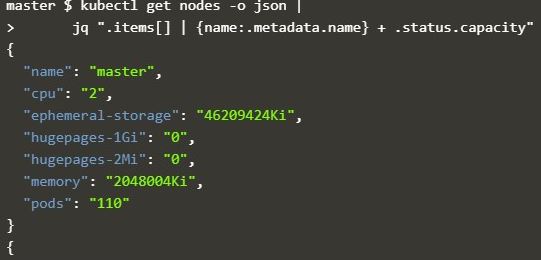 master $ kubectl get nodes -o json |
>       jq ".items[] | {name:.metadata.name} + .status.capacity"
{
  "name": "master",
  "cpu": "2",
  "ephemeral-storage": "46209424Ki",
  "hugepages-1Gi": "0",
  "hugepages-2Mi": "0",
  "memory": "2048004Ki",
  "pods": "110"
}
{